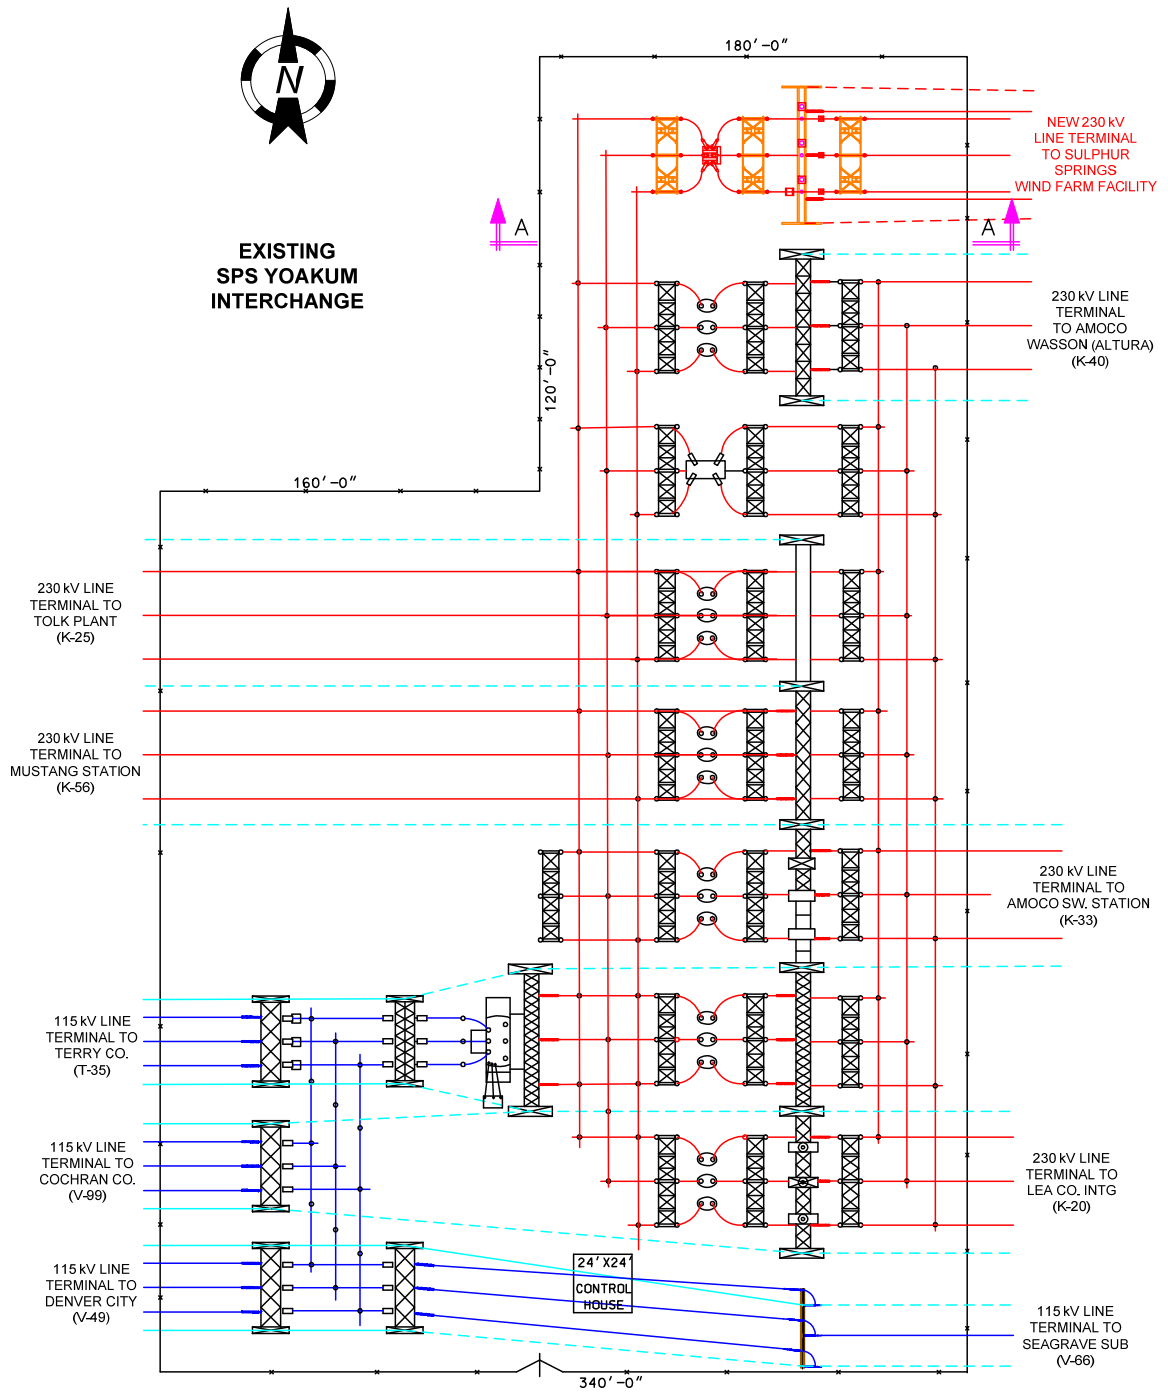 180'-0"
N
NEW 230 kV
LINE TERMINAL
TO SULPHUR
SPRINGS
WIND FARM FACILITY
A
A
EXISTING
SPS YOAKUM
INTERCHANGE
230 kV LINE
TERMINAL
TO AMOCO
WASSON (ALTURA)
(K-40)
120'-0"
160'-0"
230 kV LINE
TERMINAL TO
TOLK PLANT
(K-25)
230 kV LINE
TERMINAL TO
MUSTANG STATION
(K-56)
230 kV LINE
TERMINAL TO
AMOCO SW. STATION
(K-33)
115 kV LINE
TERMINAL TO
TERRY CO.
(T-35)
115 kV LINE
TERMINAL TO
COCHRAN CO.
(V-99)
230 kV LINE
TERMINAL TO
LEA CO. INTG
(K-20)
115 kV LINE
TERMINAL TO
DENVER CITY
(V-49)
24'X24'
CONTROL
HOUSE
115 kV LINE
TERMINAL TO
SEAGRAVE SUB
(V-66)
340'-0"